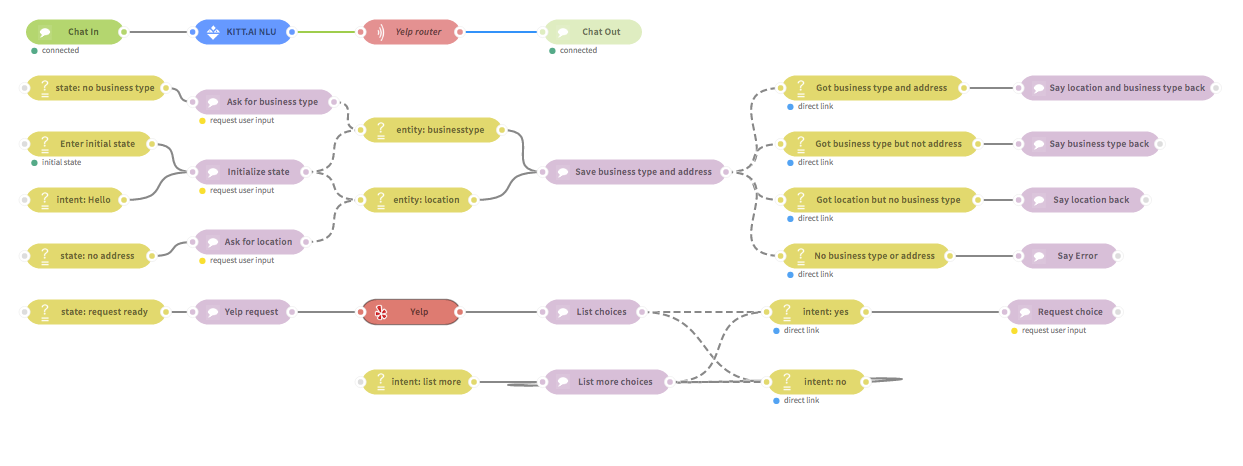 Chat In
KITT.AI NLU
Yelp router
Chat Out
connected
connected
state: no business type
Ask for business type
request user input
entity: businesstype
Got business type and address
direct link
Say location and business type back
Enter initial state
initial state
Initialize state
request user input
Save business type and address
Got business type but not address
direct link
Say business type back
intent: Hello
entity: location
Got location but no business type
direct link
Say location back
state: no address
Ask for location
request user input
No business type or address
direct link
Say Error
state: request ready
Yelp request
Yelp
List choices
intent: yes
direct link
Request choice
request user input
intent: list more
List more choices
intent: no
direct link